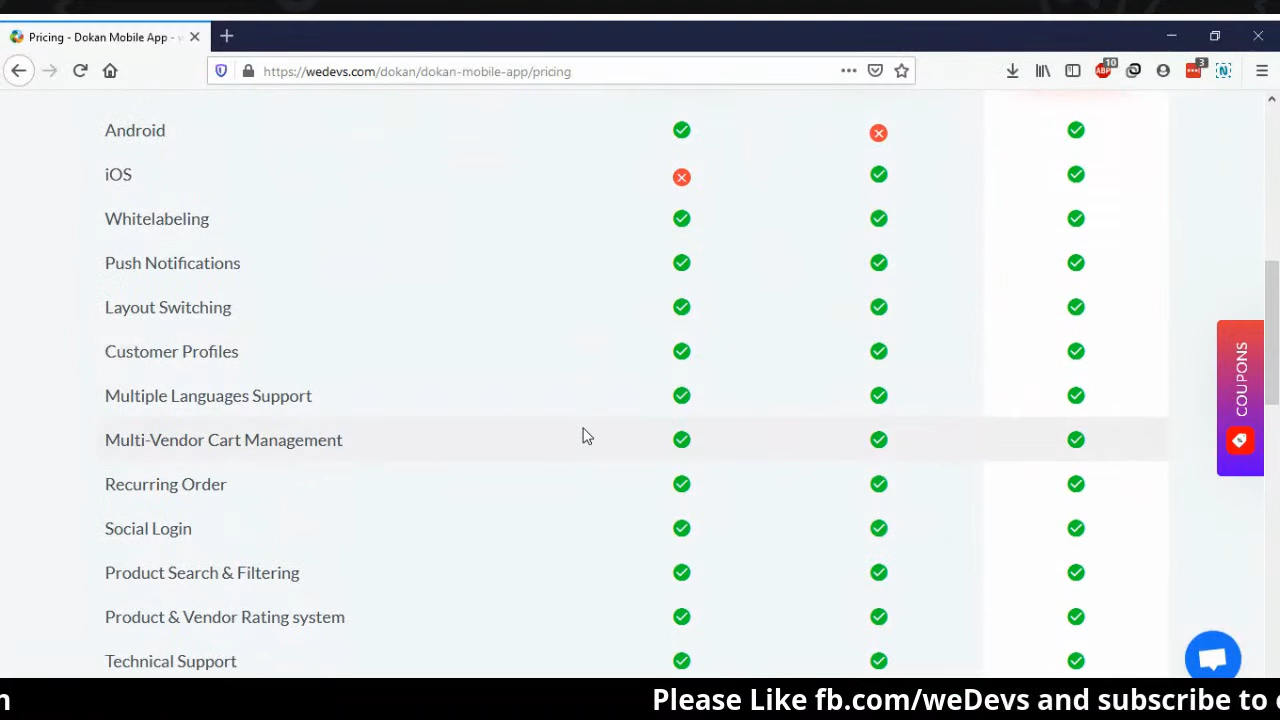 Pricing - Dokan Mobile App -
https://wedevs.com/dokan/dokan-mobile-app/pricing
10
3
Android
iOS
Whitelabeling
Push Notifications
Layout Switching
Customer Profiles
Multiple Languages Support
Multi-Vendor Cart Management
Recurring Order
Social Login
Product Search & Filtering
Product & Vendor Rating system
Technical Support
COUPONS
Please Like fb.com/weDevs and subscribe to